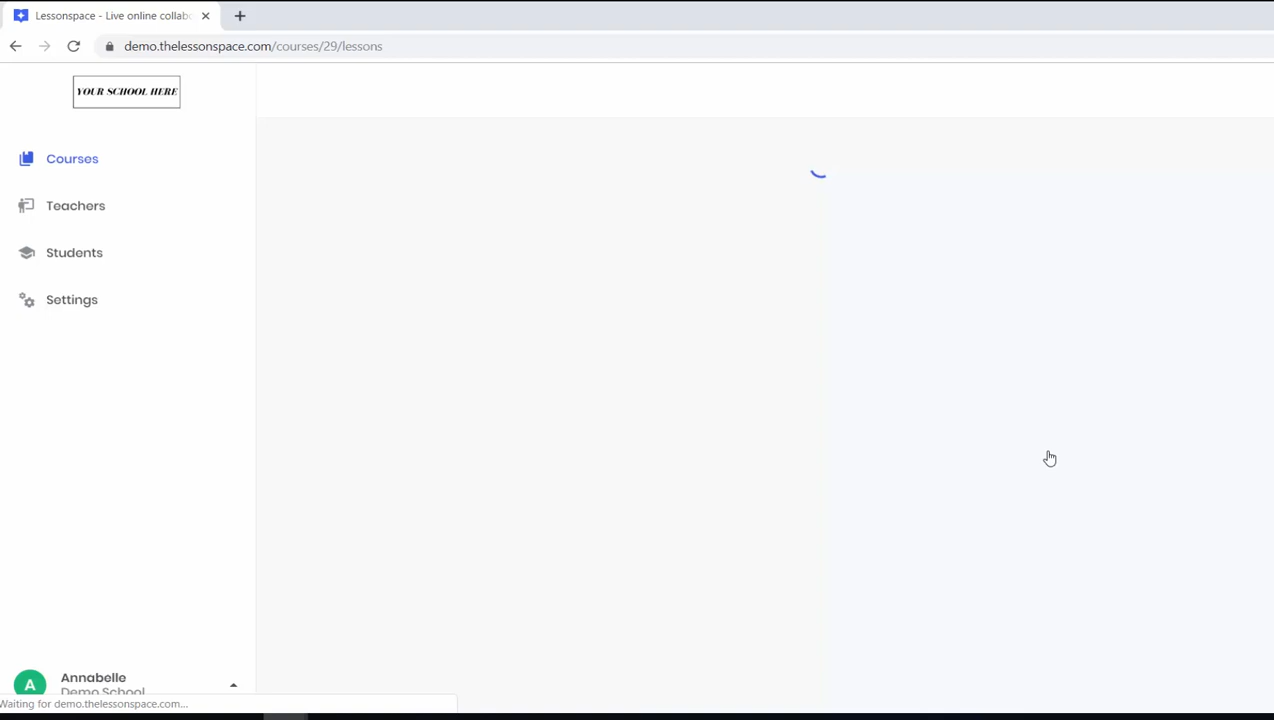 Lessonspace - Live online collabo
demo.thelessonspace.com/courses/29/lessons
YOUR SCHOOL HERE
Courses
Teachers
Students
Settings
A
Annabelle
Demo School
Waiting for demo.thelessonspace.com...